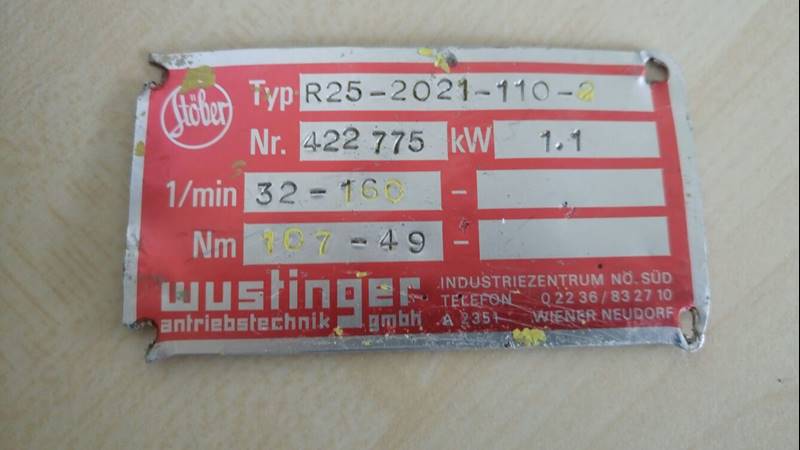 Stöber
Typ R25-2021-110-2
Nr. 422 775 kW 1.1
1/min 32-160 -
Nm 107-49 -
wustinger INDUSTRIEZENTRUM NÖ. SÜD
TELEFON 0 22 36 / 83 27 10
antriebstechnik gmbh A 2351 WIENER NEUDORF